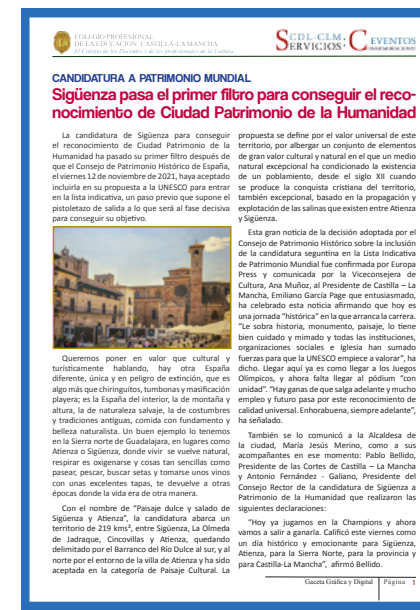 COLEGIO PROFESIONAL
DE LA EDUCACIÓN CASTILLA-LA MANCHA
El Colegio de los Docentes y de los profesionales de la Cultura
SCDL-CLM:
SERVICIOS
CEVENTOS
CONMEMORACIONES
CANDIDATURA A PATRIMONIO MUNDIAL
Sigüenza pasa el primer filtro para conseguir el reco-
nocimiento de Ciudad Patrimonio de la Humanidad
La candidatura de Sigüenza para conseguir
el reconocimiento de Ciudad Patrimonio de la
Humanidad ha pasado su primer filtro después de
que el Consejo de Patrimonio Histórico de España,
el viernes 12 de noviembre de 2021, haya aceptado
incluirla en su propuesta a la UNESCO para entrar
en la lista indicativa, un paso previo que supone el
pistoletazo de salida a lo que será al fase decisiva
para conseguir su objetivo.
Queremos poner en valor que cultural y
turísticamente hablando, hay otra España
diferente, única y en peligro de extinción, que es
algo más que chiringuitos, tumbonas y masificación
playera; es la España del interior, la de montaña y
altura, la de naturaleza salvaje, la de costumbres
y tradiciones antiguas, comida con fundamento y
belleza naturalista. Un buen ejemplo lo tenemos
en la Sierra norte de Guadalajara, en lugares como
Atienza o Sigüenza, donde vivir se vuelve natural,
respirar es oxigenarse y cosas tan sencillas como
pasear, pescar, buscar setas y tomarse unos vinos
con unas excelentes tapas, te devuelve a otras
épocas donde la vida era de otra manera.
Con el nombre de "Paisaje dulce y salado de
Sigüenza y Atienza", la candidatura abarca un
territorio de 219 kms², entre Sigüenza, La Olmeda
de Jadraque, Cincovillas y Atienza, quedando
delimitado por el Barranco del Río Dulce al sur, y al
norte por el entorno de la villa de Atienza y ha sido
aceptada en la categoría de Paisaje Cultural. La
propuesta se define por el valor universal de este
territorio, por albergar un conjunto de elementos
de gran valor cultural y natural en el que un medio
natural excepcional ha condicionado la existencia
de un poblamiento, desde el siglo XII cuando
se produce la conquista cristiana del territorio,
también excepcional, basado en la propagación y
explotación de las salinas que existen entre Atienza
y Sigüenza.
Esta gran noticia de la decisión adoptada por el
Consejo de Patrimonio Histórico sobre la inclusión
de la candidatura seguntina en la Lista Indicativa
de Patrimonio Mundial fue confirmada por Europa
Press y comunicada por la Viceconsejera de
Cultura, Ana Muñoz, al Presidente de Castilla – La
Mancha, Emiliano García Page que entusiasmado,
ha celebrado esta noticia afirmando que hoy es
una jornada "histórica" en la que arranca la carrera.
"Le sobra historia, monumento, paisaje, lo tiene
bien cuidado y mimado y todas las instituciones,
organizaciones sociales e Iglesia han sumado
fuerzas para que la UNESCO empiece a valorar", ha
dicho. Llegar aquí ya es como llegar a los Juegos
Olímpicos, y ahora falta llegar al pódium "con
unidad". "Hay ganas de que salga adelante y mucho
empleo y futuro pasa por este reconocimiento de
calidad universal. Enhorabuena, siempre adelante",
ha señalado.
También se lo comunicó a la Alcaldesa de
la ciudad, María Jesús Merino, como a sus
acompañantes en ese momento: Pablo Bellido,
Presidente de las Cortes de Castilla – La Mancha
y Antonio Fernández - Galiano, Presidente del
Consejo Rector de la candidatura de Sigüenza a
Patrimonio de la Humanidad que realizaron las
siguientes declaraciones:
"Hoy ya jugamos en la Champions y ahora
vamos a salir a ganarla. Calificó este viernes como
un día histórico y emocionante para Sigüenza,
Atienza, para la Sierra Norte, para la provincia y
para Castilla-La Mancha", afirmó Bellido.
Gaceta Gráfica y Digital
Página 1